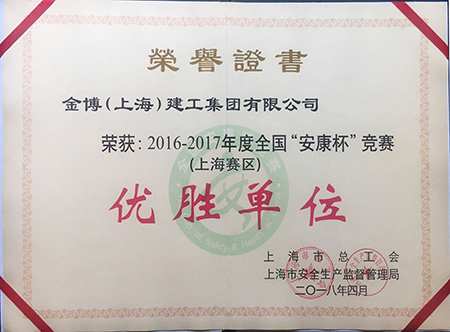 榮譽證書
金博(上海)建工集团有限公司
荣获:2016-2017年度全国“安康杯”竞赛
(上海赛区)
优胜单位
上海市总工会
上海市安全生产监督管理局
二〇一八年四月